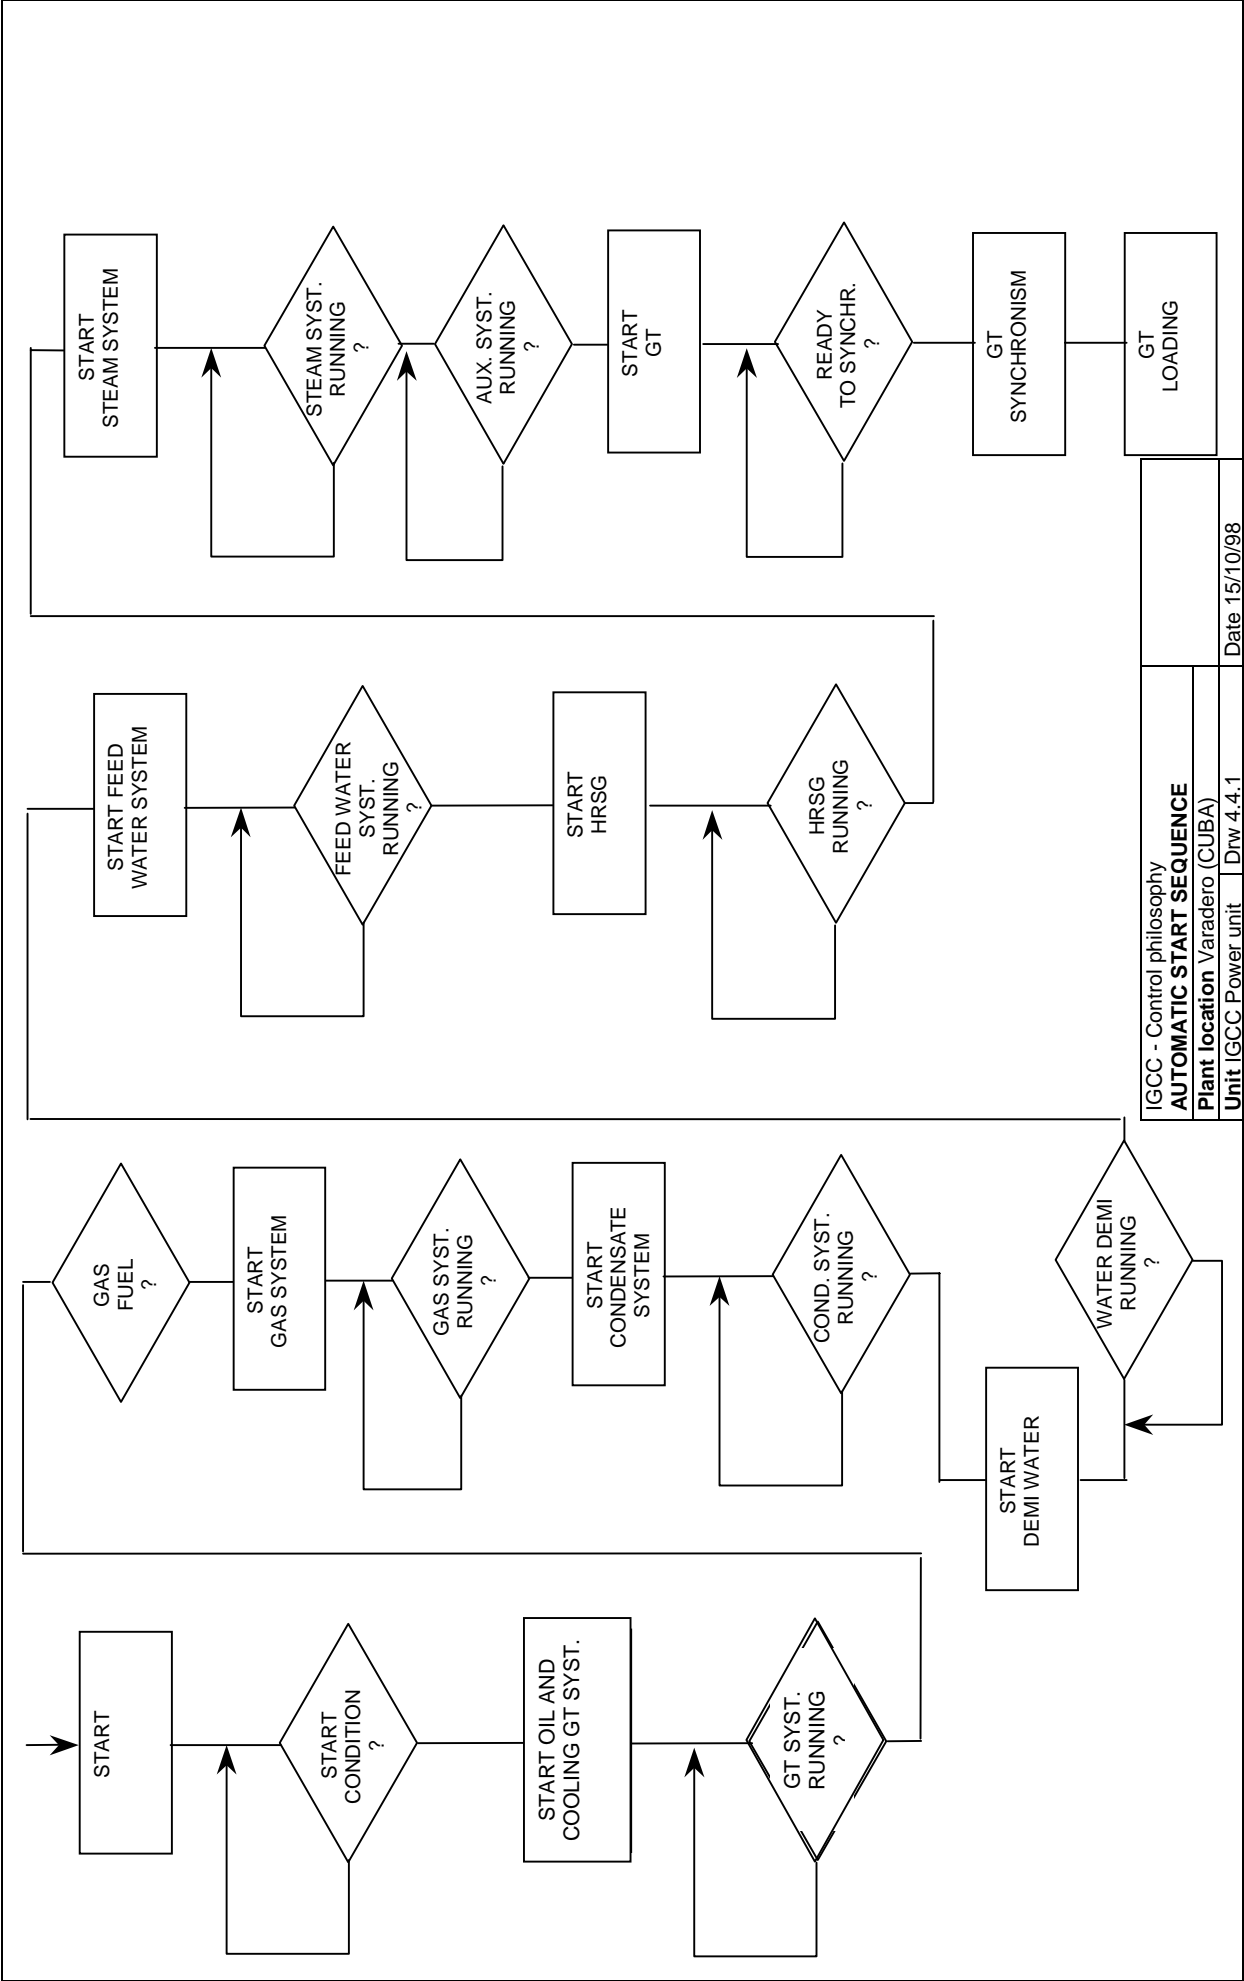 START
START
CONDITION
?
START OIL AND
COOLING GT SYST.
GT SYST.
RUNNING
?
GAS
FUEL
?
START
GAS SYSTEM
GAS SYST.
RUNNING
?
START
CONDENSATE
SYSTEM
COND. SYST.
RUNNING
?
START
DEMI WATER
WATER DEMI
RUNNING
?
START FEED
WATER SYSTEM
FEED WATER
SYST.
RUNNING
?
START
HRSG
HRSG
RUNNING
?
START
STEAM SYSTEM
STEAM SYST.
RUNNING
?
AUX. SYST.
RUNNING
?
START
GT
READY
TO SYNCHR.
?
GT
SYNCHRONISM
GT
LOADING
IGCC - Control philosophy
AUTOMATIC START SEQUENCE
Plant location Varadero (CUBA)
Unit IGCC Power unit Drw 4.4.1 Date 15/10/98